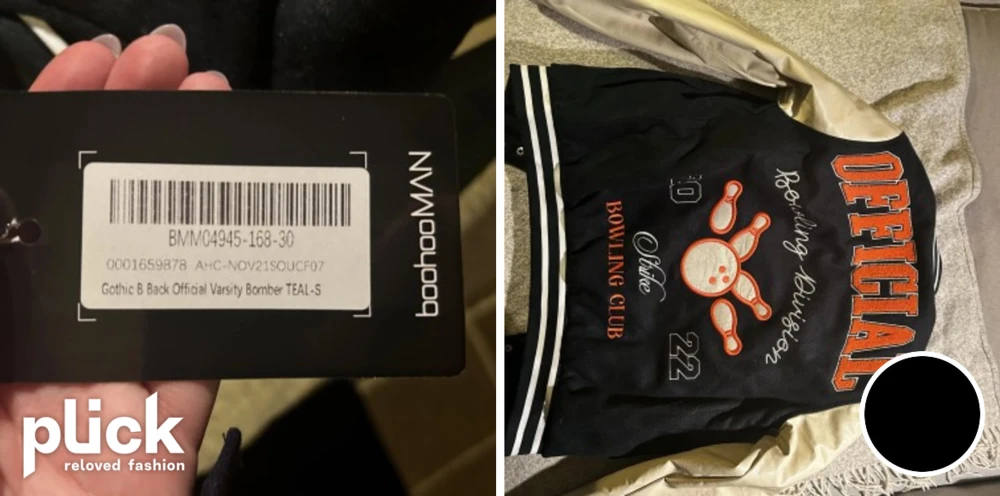 BMM04945-168-30
0001659878 AHC-NOV21SOUCF07
Gothic B Back Official Varsity Bomber TEAL-S
boohooMAN
plick
reloved fashion
OFFICIAL
Bowling Division
Strike
BOWLING CLUB
22